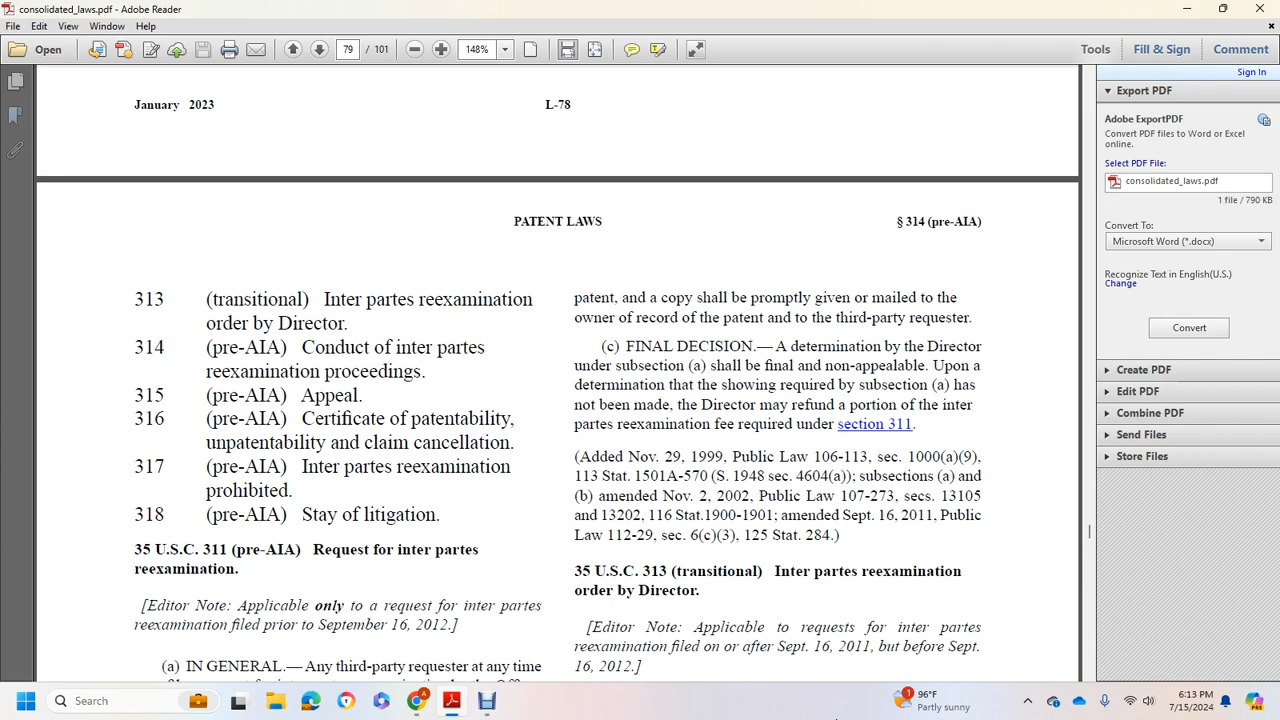 consolidated_laws.pdf - Adobe Reader
File Edit View Window Help
Open 79 / 101 148% Tools Fill & Sign Comment
January 2023 L-78
PATENT LAWS § 314 (pre-AIA)
313 (transitional) Inter partes reexamination
order by Director.
314 (pre-AIA) Conduct of inter partes
reexamination proceedings.
315 (pre-AIA) Appeal.
316 (pre-AIA) Certificate of patentability,
unpatentability and claim cancellation.
317 (pre-AIA) Inter partes reexamination
prohibited.
318 (pre-AIA) Stay of litigation.
35 U.S.C. 311 (pre-AIA) Request for inter partes
reexamination.
[Editor Note: Applicable only to a request for inter partes
reexamination filed prior to September 16, 2012.]
(a) IN GENERAL.— Any third-party requester at any time
patent, and a copy shall be promptly given or mailed to the
owner of record of the patent and to the third-party requester.
(c) FINAL DECISION.— A determination by the Director
under subsection (a) shall be final and non-appealable. Upon a
determination that the showing required by subsection (a) has
not been made, the Director may refund a portion of the inter
partes reexamination fee required under section 311.
(Added Nov. 29, 1999, Public Law 106-113, sec. 1000(a)(9),
113 Stat. 1501A-570 (S. 1948 sec. 4604(a)); subsections (a) and
(b) amended Nov. 2, 2002, Public Law 107-273, secs. 13105
and 13202, 116 Stat.1900-1901; amended Sept. 16, 2011, Public
Law 112-29, sec. 6(c)(3), 125 Stat. 284.)
35 U.S.C. 313 (transitional) Inter partes reexamination
order by Director.
[Editor Note: Applicable to requests for inter partes
reexamination filed on or after Sept. 16, 2011, but before Sept.
16, 2012.]
Sign In
Export PDF
Adobe ExportPDF
Convert PDF files to Word or Excel
online.
Select PDF File:
consolidated_laws.pdf
1 file / 790 KB
Convert To:
Microsoft Word (*.docx)
Recognize Text in English(U.S.)
Change
Convert
Create PDF
Edit PDF
Combine PDF
Send Files
Store Files
Search
1
96°F
Partly sunny
6:13 PM
7/15/2024